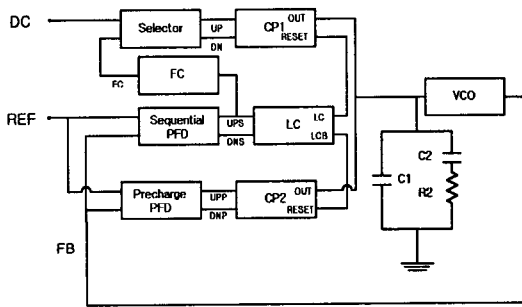 DC
Selector
UP
DN
CP1
OUT
RESET
FC
FC
VCO
REF
Sequential
PFD
UPS
DNS
LC
LC
LCB
C2
C1
R2
Precharge
PFD
UPP
DNP
CP2
OUT
RESET
FB